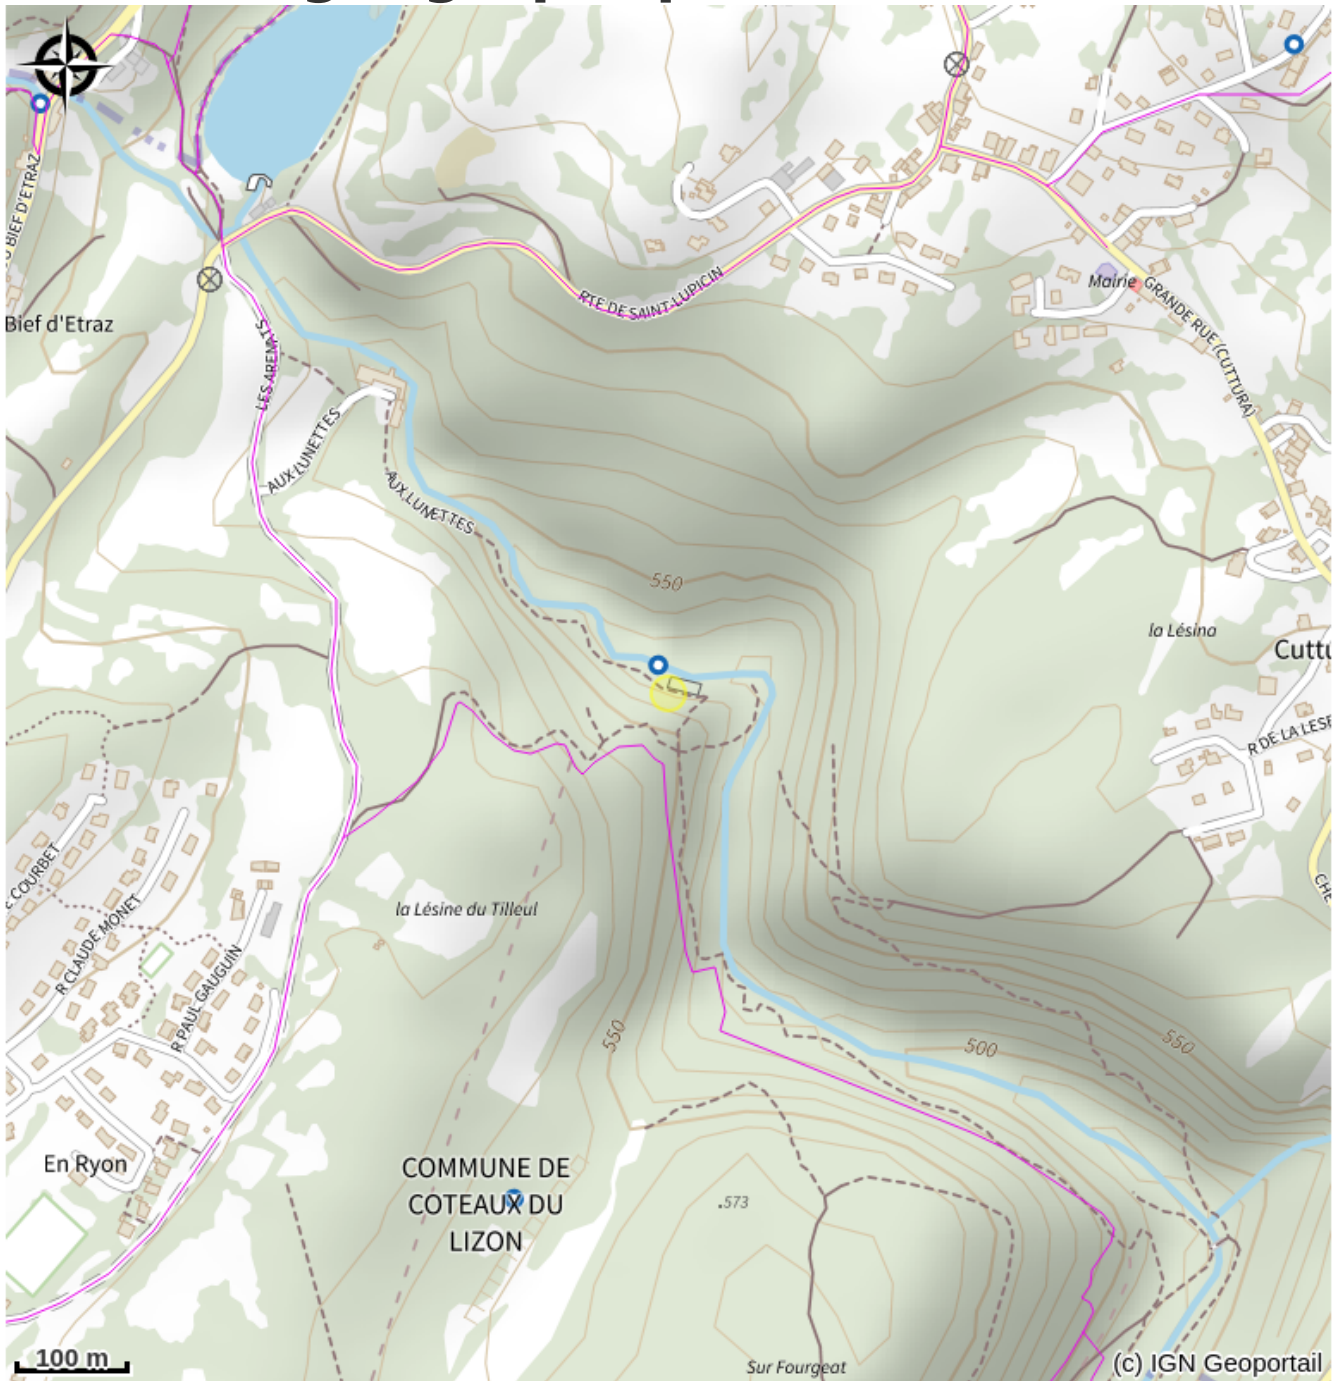 BIEF D'ETRAZ
Bief d'Etraz
LES ARENATS
RTE DE SAINT-LUPICIN
Mairie
GRANDE RUE (CUTTURA)
AUX LUNETTES
AUX LUNETTES
550
la Lésina
Cuttu
R DE LA LESI
CHE
COURBET
R CLAUDE MONET
R PAUL GAUGUIN
la Lésine du Tilleul
550
500
550
En Ryon
COMMUNE DE
COTEAUX DU
LIZON
.573
Sur Fourgeat
100 m
(c) IGN Geoportail